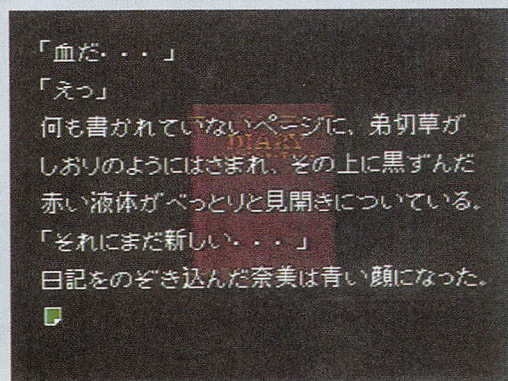 「血だ・・・」
「えっ」
何も書かれていないページに、弟切草が
しおりのようにはさまれ、その上に黒ずんだ
赤い液体がべっとりと見開きについている。
「それにまだ新しい・・・」
日記をのぞき込んだ奈美は青い顔になった。
DIARY